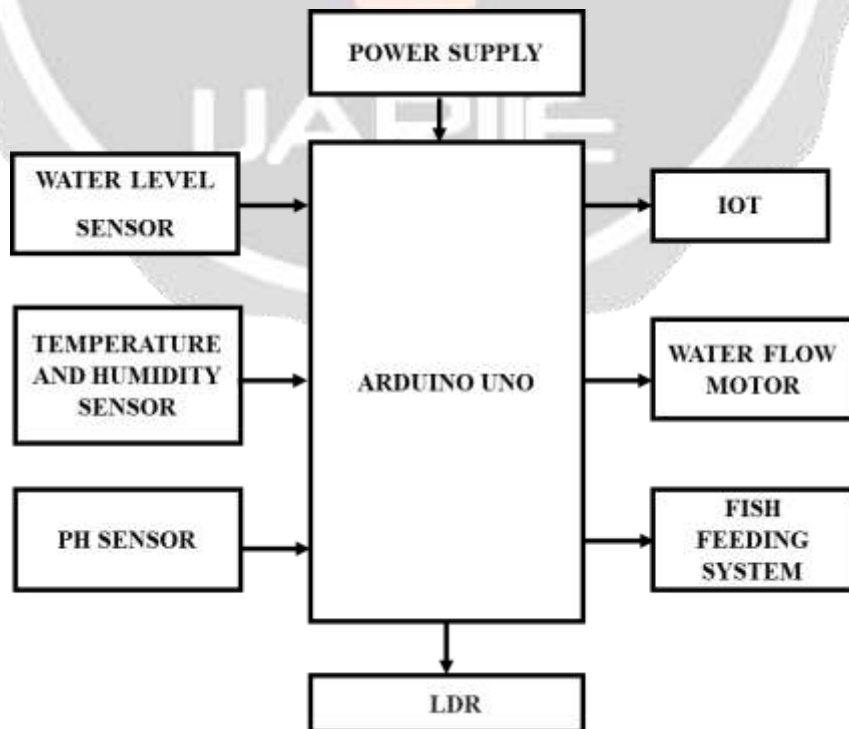 POWER SUPPLY
IJARIIE
WATER LEVEL
SENSOR
IOT
TEMPERATURE
AND HUMIDITY
SENSOR
ARDUINO UNO
WATER FLOW
MOTOR
PH SENSOR
FISH
FEEDING
SYSTEM
LDR